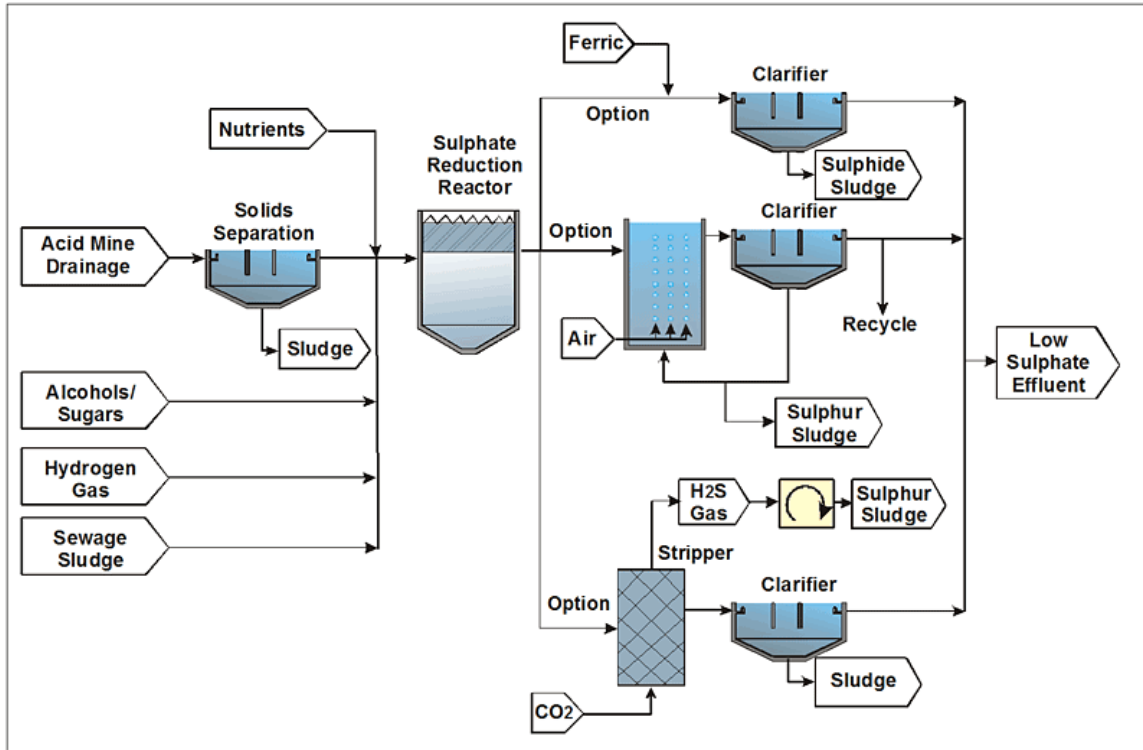 Ferric
Clarifier
Option
Nutrients
Sulphate
Reduction
Reactor
Sulphide
Sludge
Solids
Separation
Option
Clarifier
Acid Mine
Drainage
Recycle
Sludge
Air
Low
Sulphate
Effluent
Alcohols/
Sugars
Sulphur
Sludge
Hydrogen
Gas
H2S
Gas
Sulphur
Sludge
Sewage
Sludge
Stripper
Option
Clarifier
Sludge
CO2